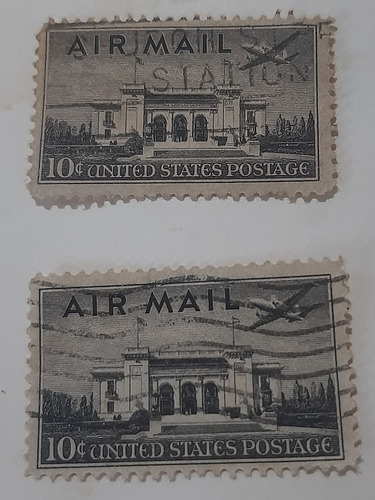 AIR MAIL
STATION
10¢ UNITED STATES POSTAGE
AIR MAIL
10¢ UNITED STATES POSTAGE